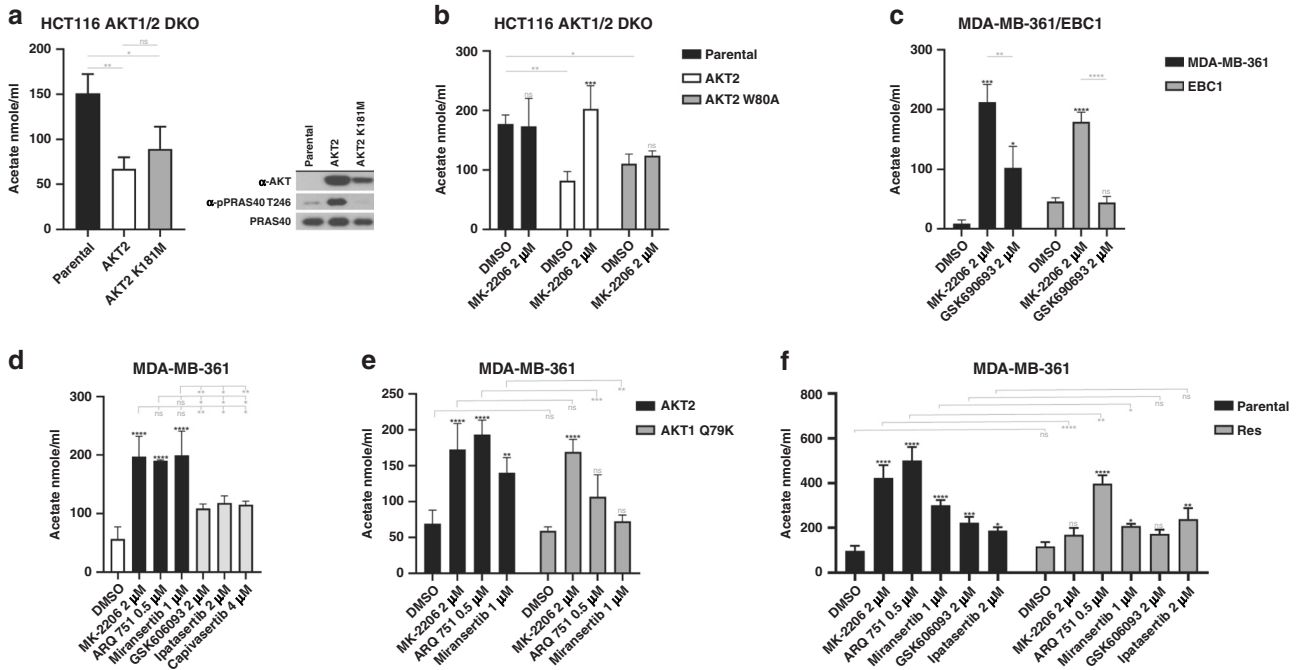 a
HCT116 AKT1/2 DKO
Acetate nmole/ml
200
150
100
50
0
ns
*
**
Parental
AKT2
AKT2 K181M
Parental
AKT2
AKT2 K181M
α-AKT
α-pPRAS40 T246
PRAS40
b
HCT116 AKT1/2 DKO
Acetate nmole/ml
300
200
100
0
*
**
ns
***
ns
DMSO
MK-2206 2 μM
DMSO
MK-2206 2 μM
DMSO
MK-2206 2 μM
Parental
AKT2
AKT2 W80A
c
MDA-MB-361/EBC1
Acetate nmole/ml
300
200
100
0
**
****
***
*
****
ns
DMSO
MK-2206 2 μM
GSK690693 2 μM
DMSO
MK-2206 2 μM
GSK690693 2 μM
MDA-MB-361
EBC1
d
MDA-MB-361
Acetate nmole/ml
300
200
100
0
** * **
ns * * *
ns ns ** * *
**** **** ****
DMSO
MK-2206 2 μM
ARQ 751 0.5 μM
Miransertib 1 μM
GSK606093 2 μM
Ipatasertib 2 μM
Capivasertib 4 μM
e
MDA-MB-361
Acetate nmole/ml
250
200
150
100
50
0
**
***
ns
ns
**** **** **
**** ns ns
DMSO
MK-2206 2 μM
ARQ 751 0.5 μM
Miransertib 1 μM
DMSO
MK-2206 2 μM
ARQ 751 0.5 μM
Miransertib 1 μM
AKT2
AKT1 Q79K
f
MDA-MB-361
Acetate nmole/ml
800
600
400
200
0
ns
****
**
*
ns
ns
**** **** **** *** *
ns **** * ns **
DMSO
MK-2206 2 μM
ARQ 751 0.5 μM
Miransertib 1 μM
GSK606093 2 μM
Ipatasertib 2 μM
DMSO
MK-2206 2 μM
ARQ 751 0.5 μM
Miransertib 1 μM
GSK606093 2 μM
Ipatasertib 2 μM
Parental
Res